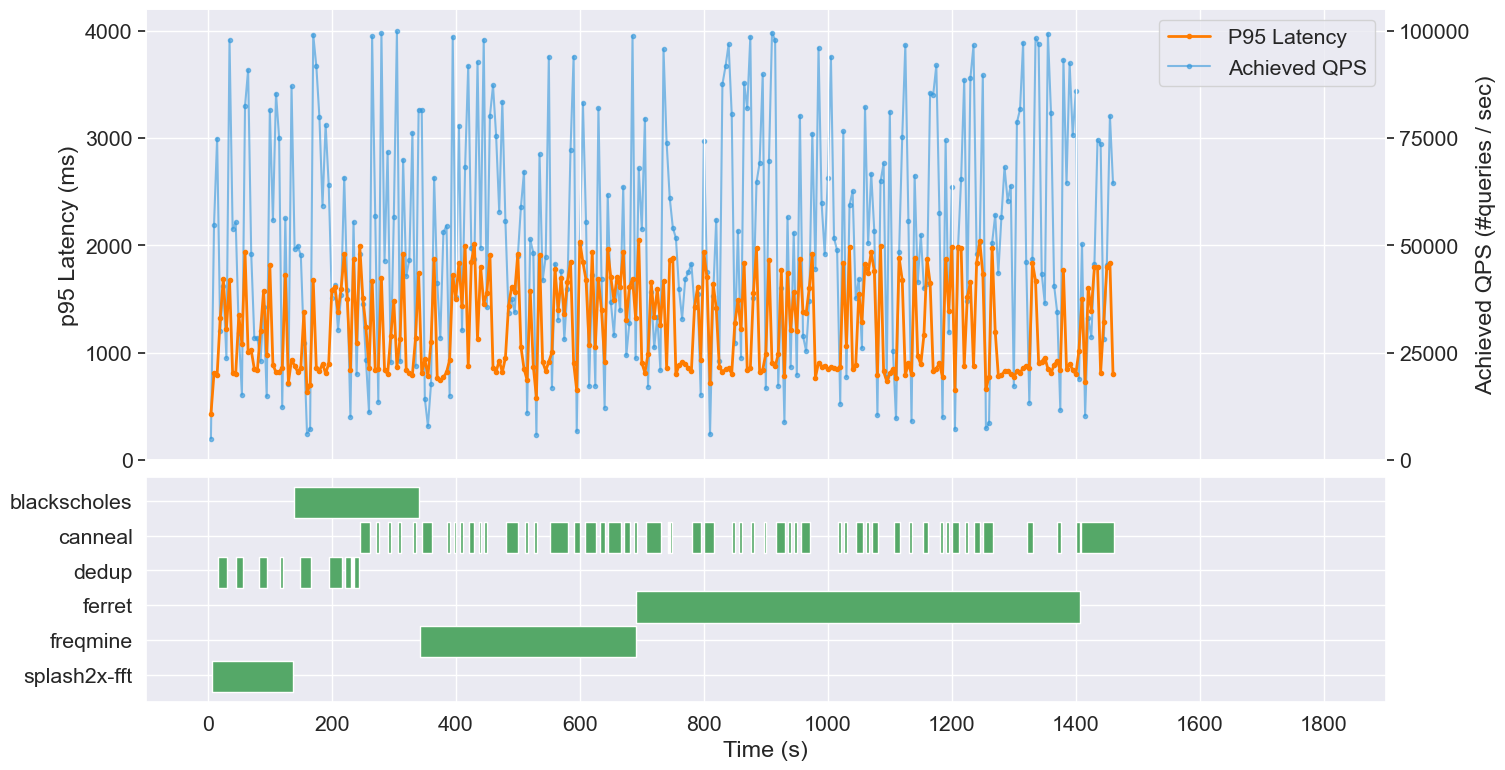 4000
3000
2000
1000
0
p95 Latency (ms)
100000
75000
50000
25000
0
Achieved QPS (#queries / sec)
P95 Latency
Achieved QPS
blackscholes
canneal
dedup
ferret
freqmine
splash2x-fft
0 200 400 600 800 1000 1200 1400 1600 1800
Time (s)